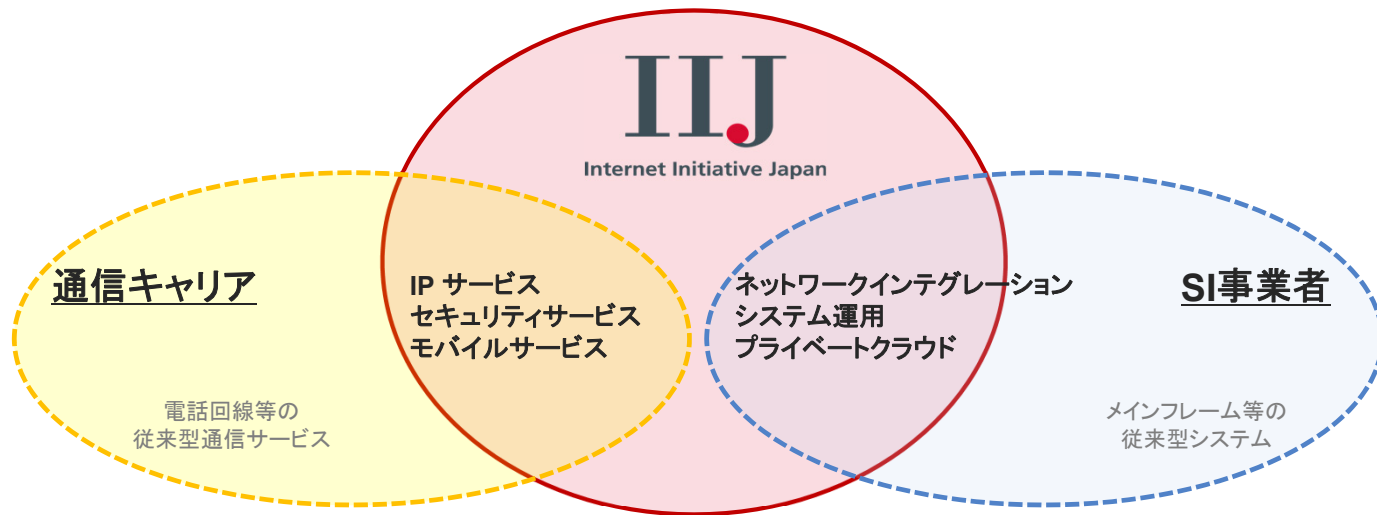 IIJ
Internet Initiative Japan
通信キャリア
IP サービス
セキュリティサービス
モバイルサービス
ネットワークインテグレーション
システム運用
プライベートクラウド
SI事業者
電話回線等の
従来型通信サービス
メインフレーム等の
従来型システム